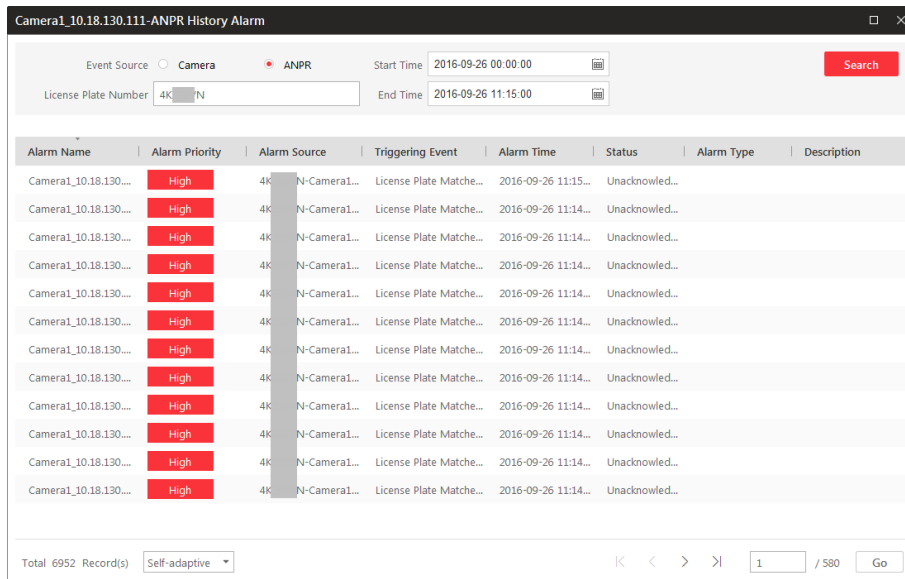 Camera1_10.18.130.111-ANPR History Alarm
Event Source Camera ANPR Start Time 2016-09-26 00:00:00 Search
License Plate Number 4K YN End Time 2016-09-26 11:15:00
Alarm Name Alarm Priority Alarm Source Triggering Event Alarm Time Status Alarm Type Description
Camera1_10.18.130.... High 4K N-Camera1... License Plate Matche... 2016-09-26 11:15... Unacknowled...
Camera1_10.18.130.... High 4K N-Camera1... License Plate Matche... 2016-09-26 11:14... Unacknowled...
Camera1_10.18.130.... High 4K N-Camera1... License Plate Matche... 2016-09-26 11:14... Unacknowled...
Camera1_10.18.130.... High 4K N-Camera1... License Plate Matche... 2016-09-26 11:14... Unacknowled...
Camera1_10.18.130.... High 4K N-Camera1... License Plate Matche... 2016-09-26 11:14... Unacknowled...
Camera1_10.18.130.... High 4K N-Camera1... License Plate Matche... 2016-09-26 11:14... Unacknowled...
Camera1_10.18.130.... High 4K N-Camera1... License Plate Matche... 2016-09-26 11:14... Unacknowled...
Camera1_10.18.130.... High 4K N-Camera1... License Plate Matche... 2016-09-26 11:14... Unacknowled...
Camera1_10.18.130.... High 4K N-Camera1... License Plate Matche... 2016-09-26 11:14... Unacknowled...
Camera1_10.18.130.... High 4K N-Camera1... License Plate Matche... 2016-09-26 11:14... Unacknowled...
Camera1_10.18.130.... High 4K N-Camera1... License Plate Matche... 2016-09-26 11:14... Unacknowled...
Camera1_10.18.130.... High 4K N-Camera1... License Plate Matche... 2016-09-26 11:14... Unacknowled...
Total 6952 Record(s) Self-adaptive 1 / 580 Go